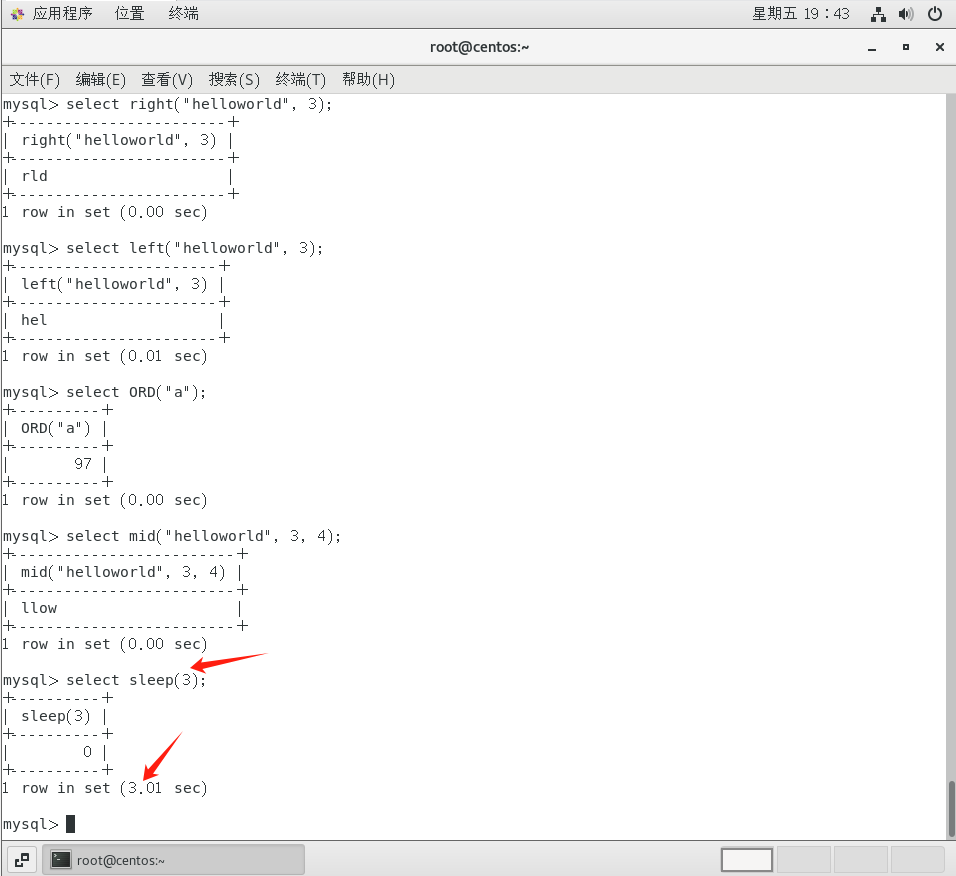 应用程序 位置 终端 星期五 19：43
root@centos:~
文件(F) 编辑(E) 查看(V) 搜索(S) 终端(T) 帮助(H)
mysql> select right("helloworld", 3);
+------------------------+
| right("helloworld", 3) |
+------------------------+
| rld                    |
+------------------------+
1 row in set (0.00 sec)
mysql> select left("helloworld", 3);
+-----------------------+
| left("helloworld", 3) |
+-----------------------+
| hel                   |
+-----------------------+
1 row in set (0.01 sec)
mysql> select ORD("a");
+----------+
| ORD("a") |
+----------+
|       97 |
+----------+
1 row in set (0.00 sec)
mysql> select mid("helloworld", 3, 4);
+-------------------------+
| mid("helloworld", 3, 4) |
+-------------------------+
| llow                    |
+-------------------------+
1 row in set (0.00 sec)
mysql> select sleep(3);
+----------+
| sleep(3) |
+----------+
|        0 |
+----------+
1 row in set (3.01 sec)
mysql>
root@centos:~